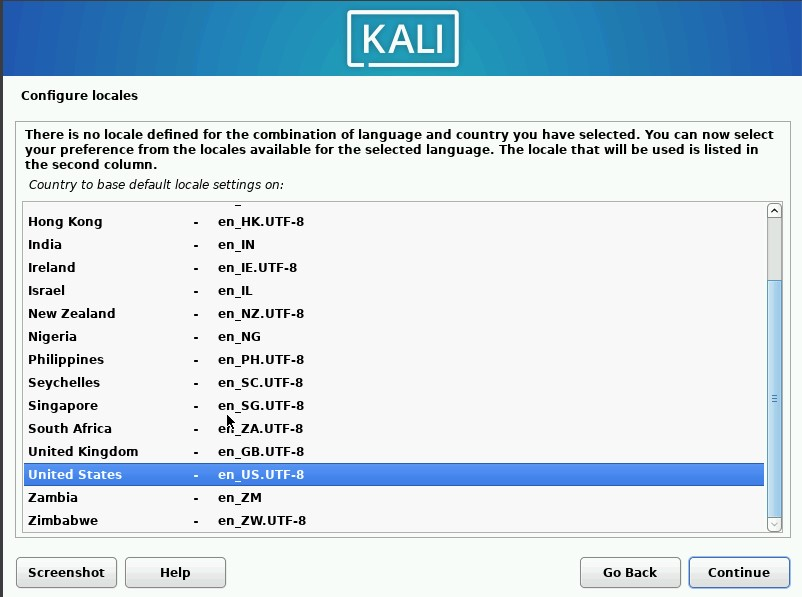 KALI
Configure locales
There is no locale defined for the combination of language and country you have selected. You can now select
your preference from the locales available for the selected language. The locale that will be used is listed in
the second column.
Country to base default locale settings on:
Hong Kong - en_HK.UTF-8
India - en_IN
Ireland - en_IE.UTF-8
Israel - en_IL
New Zealand - en_NZ.UTF-8
Nigeria - en_NG
Philippines - en_PH.UTF-8
Seychelles - en_SC.UTF-8
Singapore - en_SG.UTF-8
South Africa - en_ZA.UTF-8
United Kingdom - en_GB.UTF-8
United States - en_US.UTF-8
Zambia - en_ZM
Zimbabwe - en_ZW.UTF-8
Screenshot Help Go Back Continue